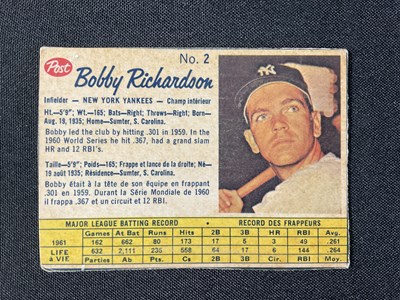 No. 2
Post Bobby Richardson
Infielder — NEW YORK YANKEES — Champ intérieur
Ht.—5'9"; Wt.—165; Bats—Right; Throws—Right; Born—
Aug. 19, 1935; Home—Sumter, S. Carolina.
Bobby led the club by hitting .301 in 1959. In the
1960 World Series he hit .367, had a grand slam
HR and 12 RBI's.
Taille—5'9"; Poids—165; Frappe et lance de la droite; Né—
19 août 1935; Résidence—Sumter, S. Carolina.
Bobby était à la tête de son équipe en frappant
.301 en 1959. Durant la Série Mondiale de 1960
il frappa .367 et un circuit et 12 RBI's.
MAJOR LEAGUE BATTING RECORD RECORD DES FRAPPEURS
Games At Bat Runs Hits 2B 3B HR RBI Avg.
1961 162 662 80 173 17 5 3 49 .261
LIFE 632 2,111 236 558 64 17 6 144 .264
à VIE Parties Au Bât. Cir. RBI Moy.